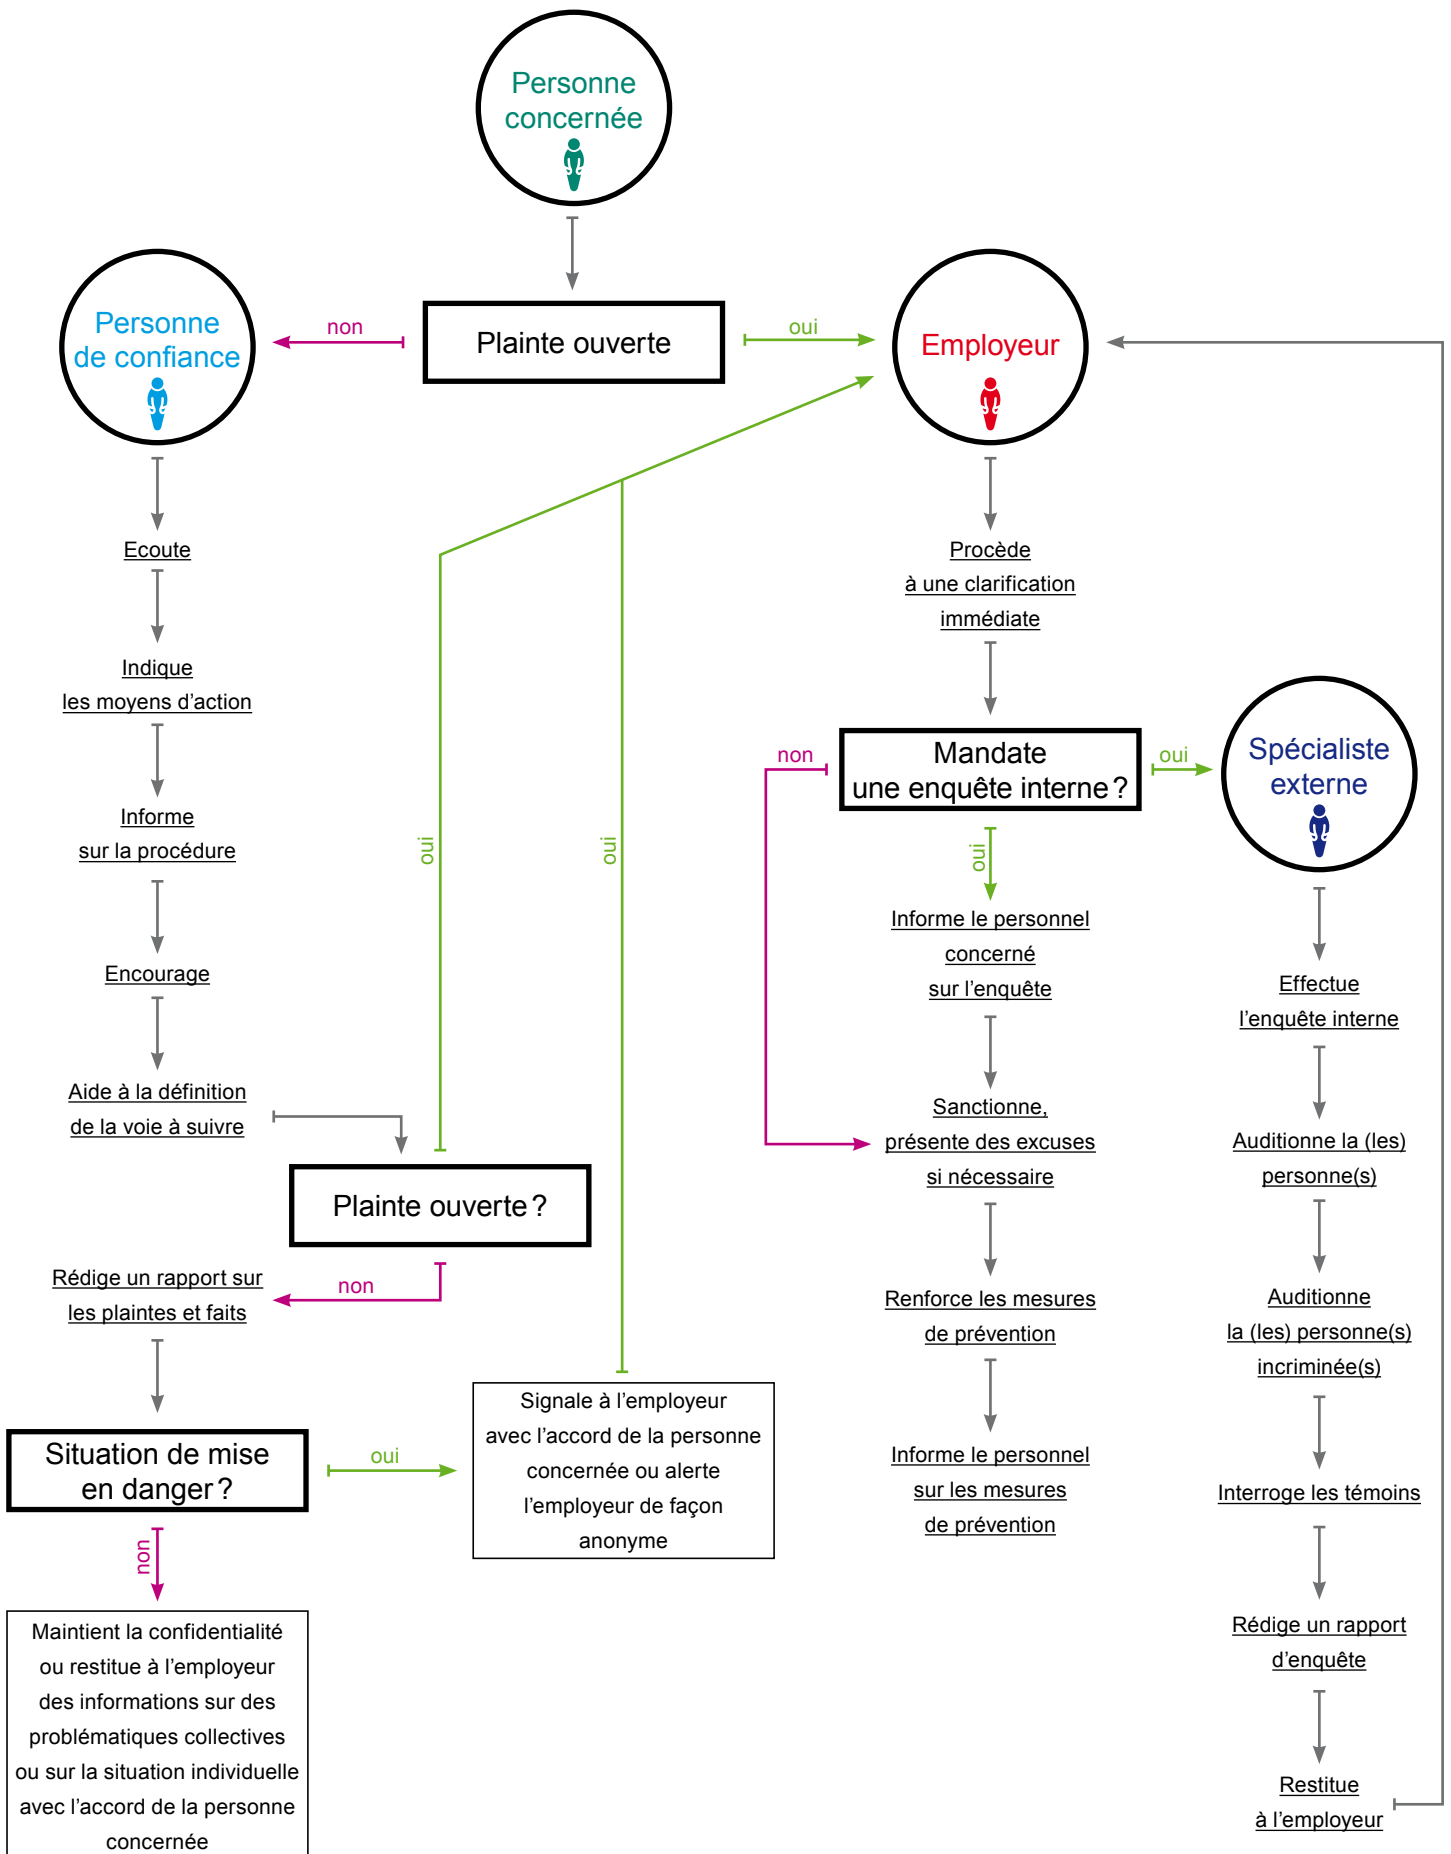 Personne
concernée
Plainte ouverte
non
oui
Personne
de confiance
Employeur
Ecoute
Indique
les moyens d'action
Informe
sur la procédure
Encourage
Aide à la définition
de la voie à suivre
Plainte ouverte ?
oui
non
Rédige un rapport sur
les plaintes et faits
Situation de mise
en danger ?
oui
non
Signale à l'employeur
avec l'accord de la personne
concernée ou alerte
l'employeur de façon
anonyme
oui
Maintient la confidentialité
ou restitue à l'employeur
des informations sur des
problématiques collectives
ou sur la situation individuelle
avec l'accord de la personne
concernée
Procède
à une clarification
immédiate
Mandate
une enquête interne ?
non
oui
oui
Informe le personnel
concerné
sur l'enquête
Sanctionne,
présente des excuses
si nécessaire
Renforce les mesures
de prévention
Informe le personnel
sur les mesures
de prévention
Spécialiste
externe
Effectue
l'enquête interne
Auditionne la (les)
personne(s)
Auditionne
la (les) personne(s)
incriminée(s)
Interroge les témoins
Rédige un rapport
d'enquête
Restitue
à l'employeur